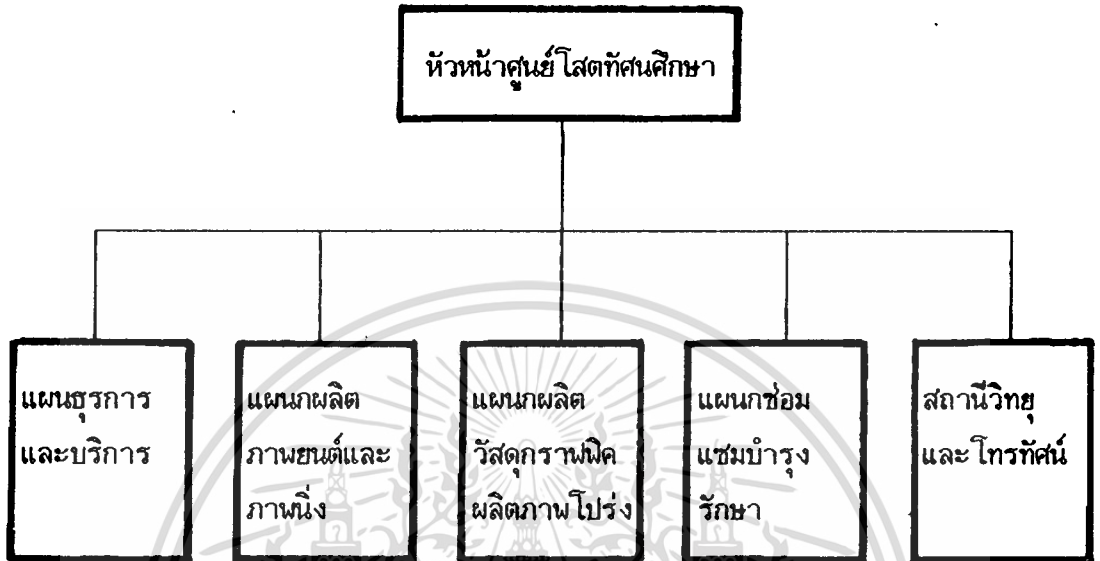 หัวหน้าศูนย์โสตทัศนศึกษา
แผนธุรการ
และบริการ
แผนกผลิต
ภาพยนต์และ
ภาพนิ่ง
แผนกผลิต
วัสดุกราฟฟิค
ผลิตภาพโปร่ง
แผนกซ่อม
แซมบำรุง
รักษา
สถานีวิทยุ
และโทรทัศน์